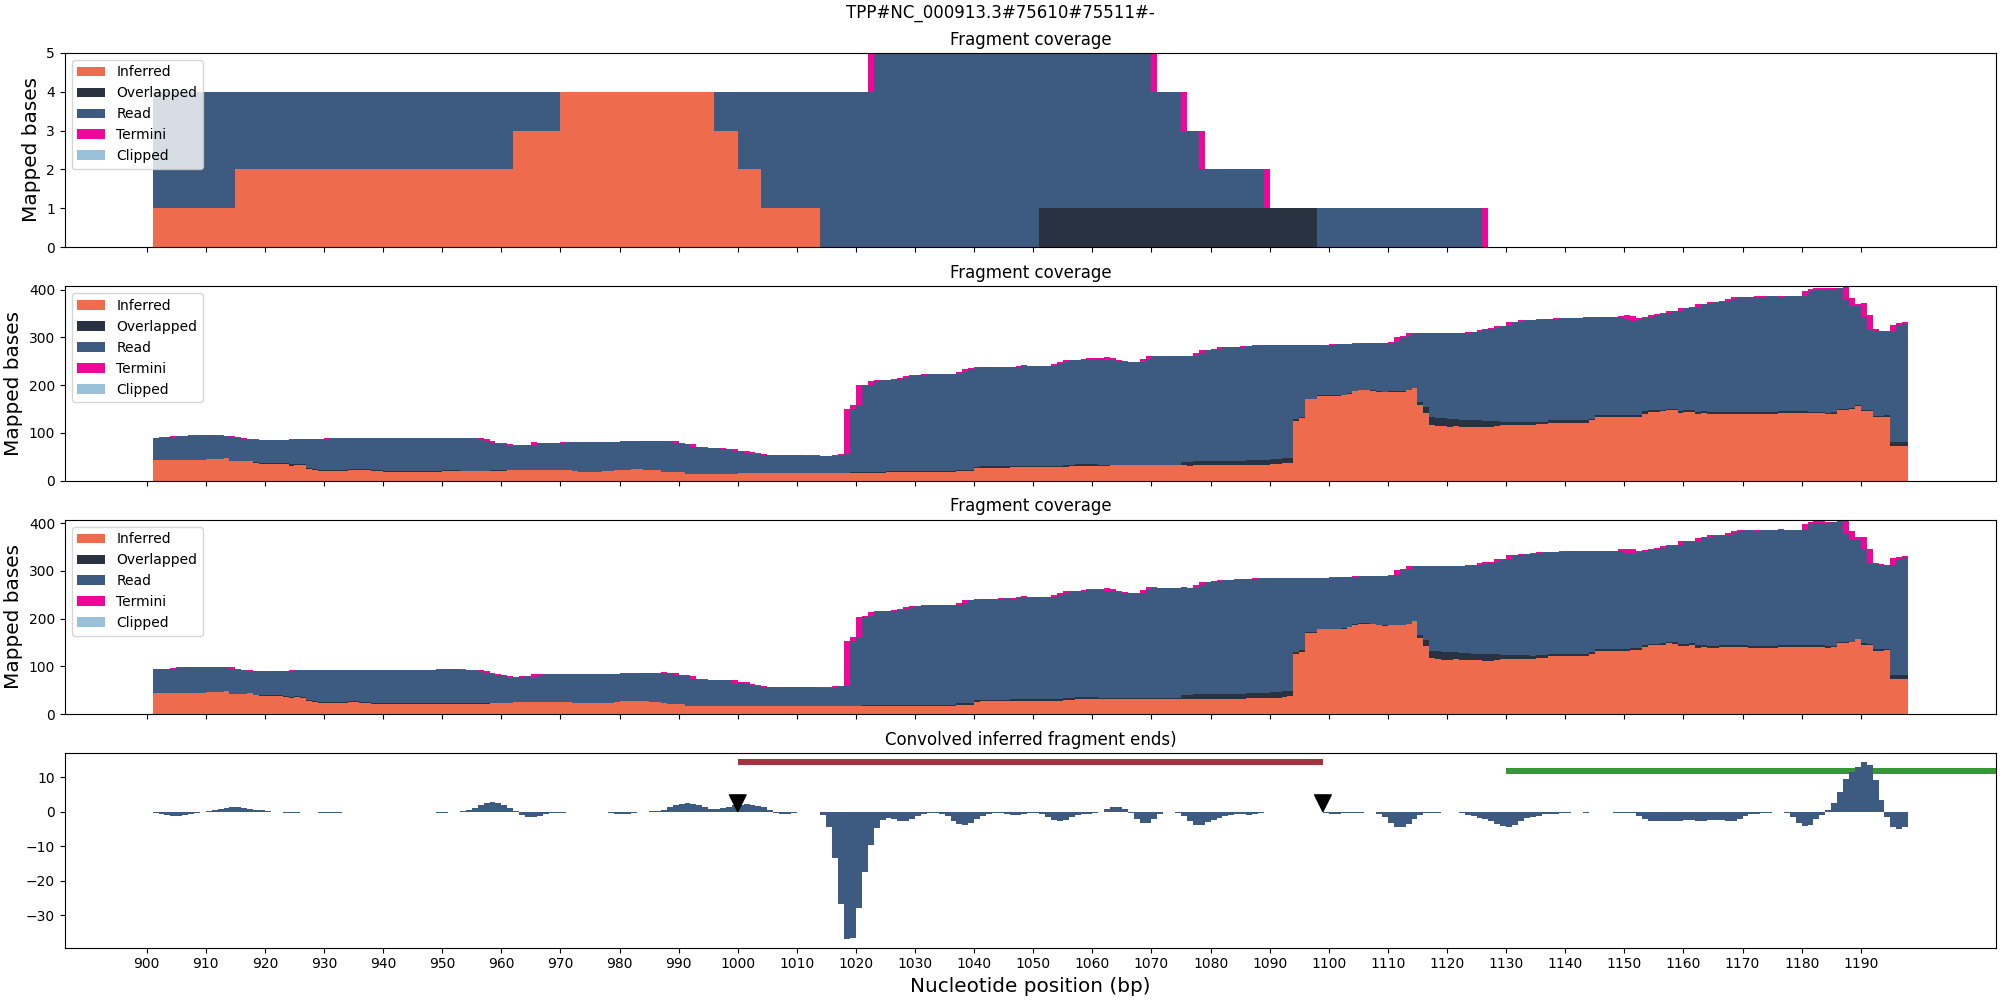 TPP#NC_000913.3#75610#75511#-
Fragment coverage
Mapped bases
5
4
3
2
1
0
Inferred
Overlapped
Read
Termini
Clipped
Fragment coverage
Mapped bases
400
300
200
100
0
Inferred
Overlapped
Read
Termini
Clipped
Fragment coverage
Mapped bases
400
300
200
100
0
Inferred
Overlapped
Read
Termini
Clipped
Convolved inferred fragment ends)
10
0
−10
−20
−30
900 910 920 930 940 950 960 970 980 990 1000 1010 1020 1030 1040 1050 1060 1070 1080 1090 1100 1110 1120 1130 1140 1150 1160 1170 1180 1190
Nucleotide position (bp)